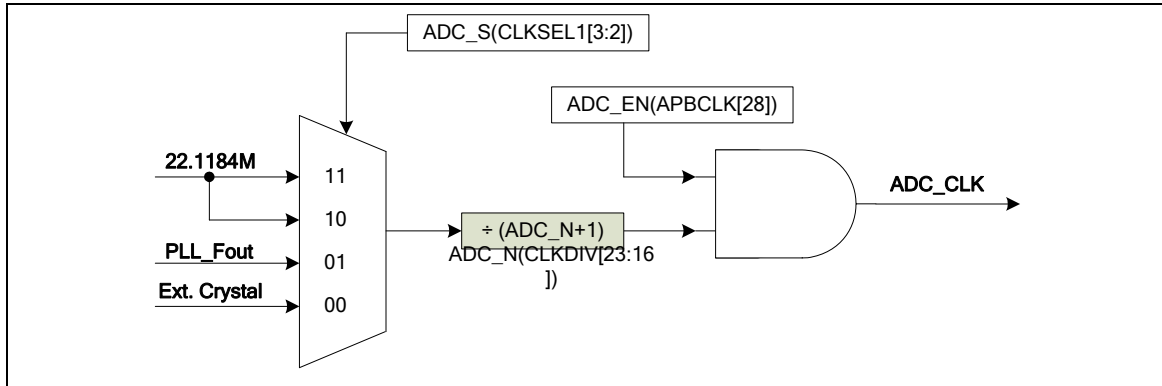 ADC_S(CLKSEL1[3:2])
ADC_EN(APBCLK[28])
22.1184M
11
ADC_CLK
10
÷ (ADC_N+1)
PLL_Fout
01
ADC_N(CLKDIV[23:16
])
Ext. Crystal
00